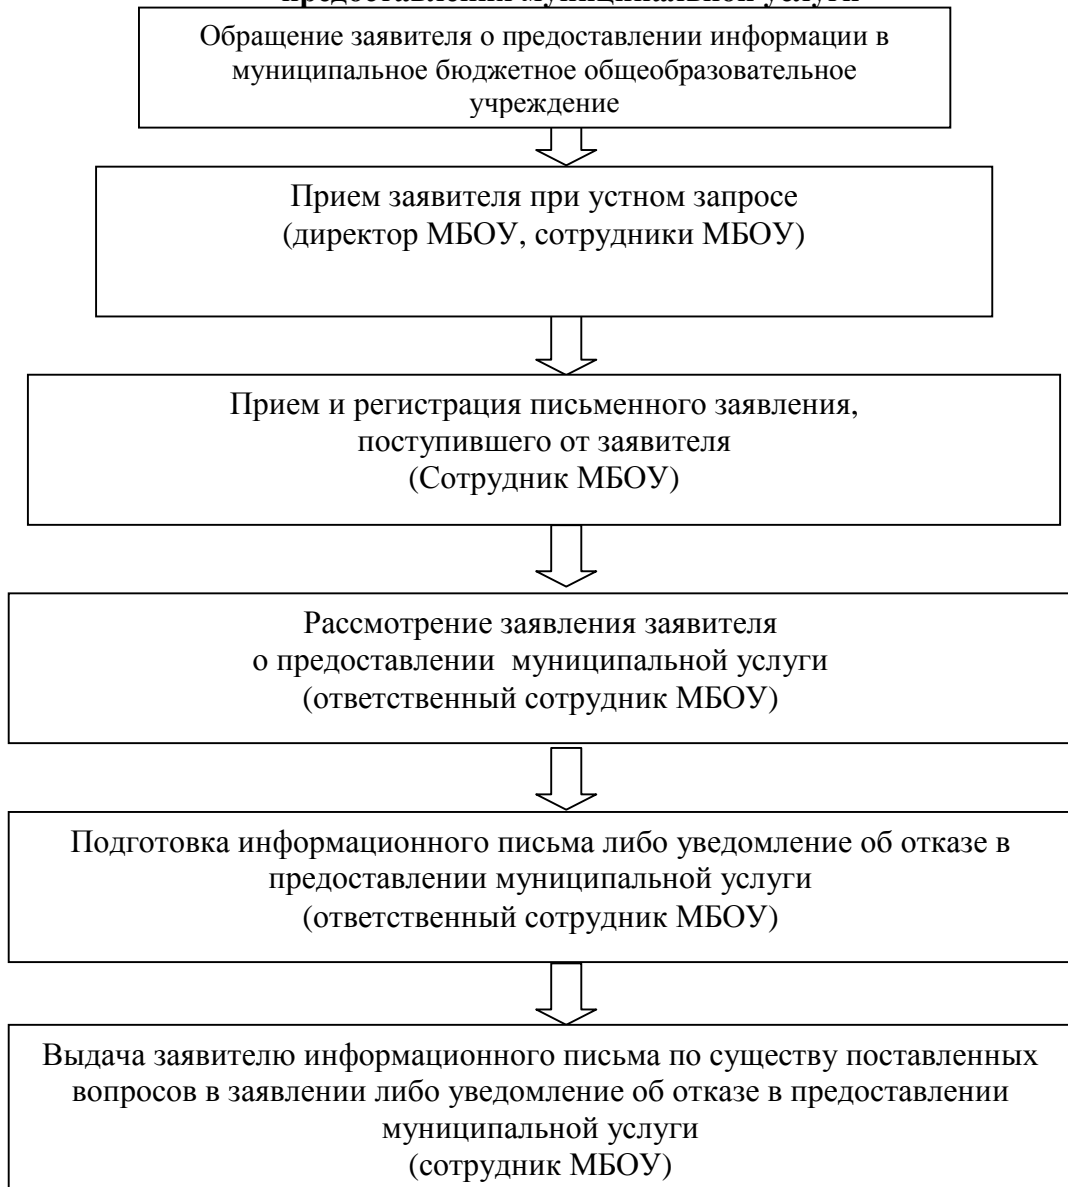 предоставлении муниципальной услуги
Обращение заявителя о предоставлении информации в
муниципальное бюджетное общеобразовательное
учреждение
Прием заявителя при устном запросе
(директор МБОУ, сотрудники МБОУ)
Прием и регистрация письменного заявления,
поступившего от заявителя
(Сотрудник МБОУ)
Рассмотрение заявления заявителя
о предоставлении муниципальной услуги
(ответственный сотрудник МБОУ)
Подготовка информационного письма либо уведомление об отказе в
предоставлении муниципальной услуги
(ответственный сотрудник МБОУ)
Выдача заявителю информационного письма по существу поставленных
вопросов в заявлении либо уведомление об отказе в предоставлении
муниципальной услуги
(сотрудник МБОУ)